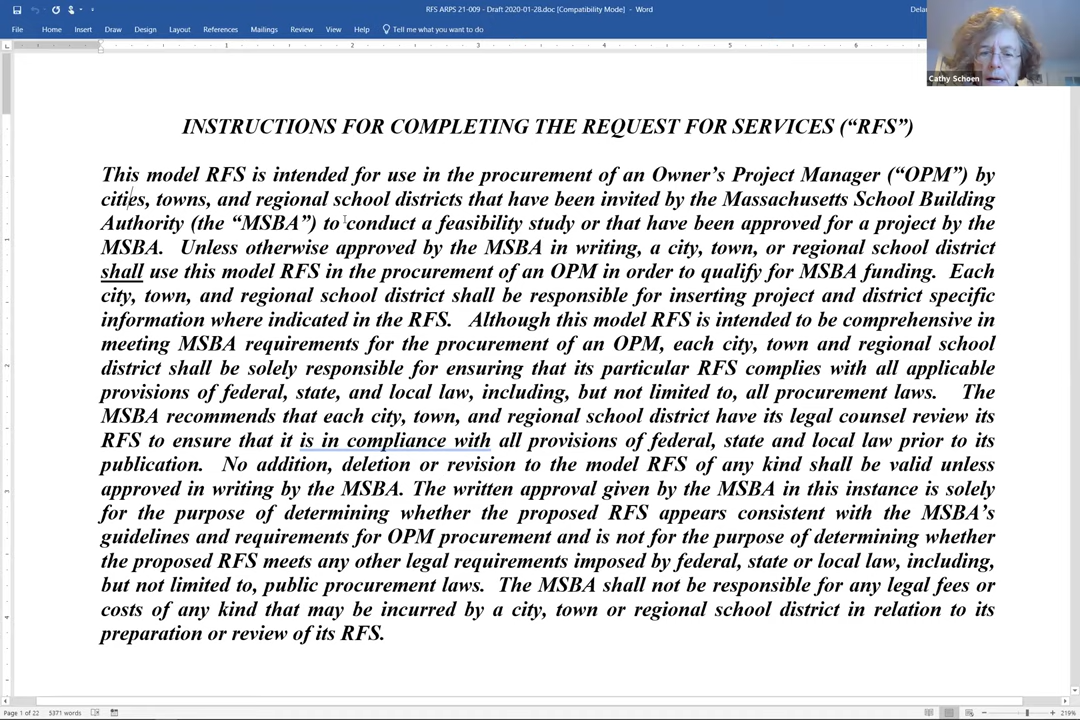 RFS ARPS 21-009 - Draft 2020-01-28.doc [Compatibility Mode] - Word
File Home Insert Draw Design Layout References Mailings Review View Help Tell me what you want to do
Cathy Schoen
INSTRUCTIONS FOR COMPLETING THE REQUEST FOR SERVICES (“RFS”)
This model RFS is intended for use in the procurement of an Owner’s Project Manager (“OPM”) by
cities, towns, and regional school districts that have been invited by the Massachusetts School Building
Authority (the “MSBA”) to conduct a feasibility study or that have been approved for a project by the
MSBA. Unless otherwise approved by the MSBA in writing, a city, town, or regional school district
shall use this model RFS in the procurement of an OPM in order to qualify for MSBA funding. Each
city, town, and regional school district shall be responsible for inserting project and district specific
information where indicated in the RFS. Although this model RFS is intended to be comprehensive in
meeting MSBA requirements for the procurement of an OPM, each city, town and regional school
district shall be solely responsible for ensuring that its particular RFS complies with all applicable
provisions of federal, state, and local law, including, but not limited to, all procurement laws. The
MSBA recommends that each city, town, and regional school district have its legal counsel review its
RFS to ensure that it is in compliance with all provisions of federal, state and local law prior to its
publication. No addition, deletion or revision to the model RFS of any kind shall be valid unless
approved in writing by the MSBA. The written approval given by the MSBA in this instance is solely
for the purpose of determining whether the proposed RFS appears consistent with the MSBA’s
guidelines and requirements for OPM procurement and is not for the purpose of determining whether
the proposed RFS meets any other legal requirements imposed by federal, state or local law, including,
but not limited to, public procurement laws. The MSBA shall not be responsible for any legal fees or
costs of any kind that may be incurred by a city, town or regional school district in relation to its
preparation or review of its RFS.
Page 1 of 22 5371 words 219%